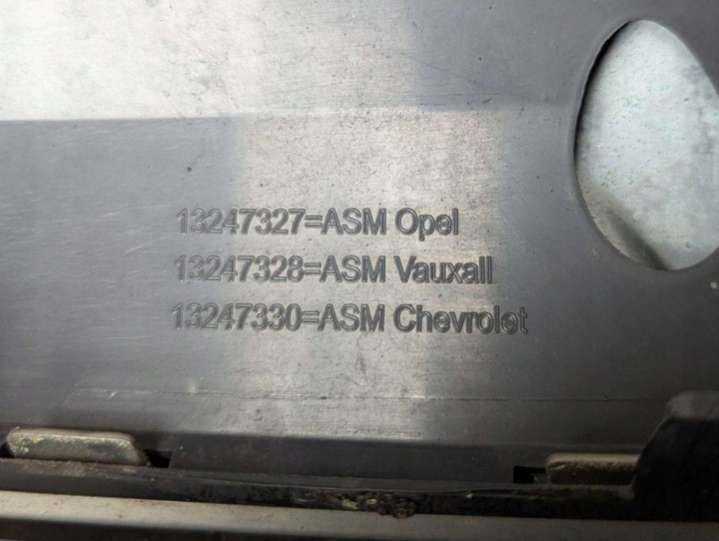 13247327=ASM Opel
13247328=ASM Vauxall
13247330=ASM Chevrolet